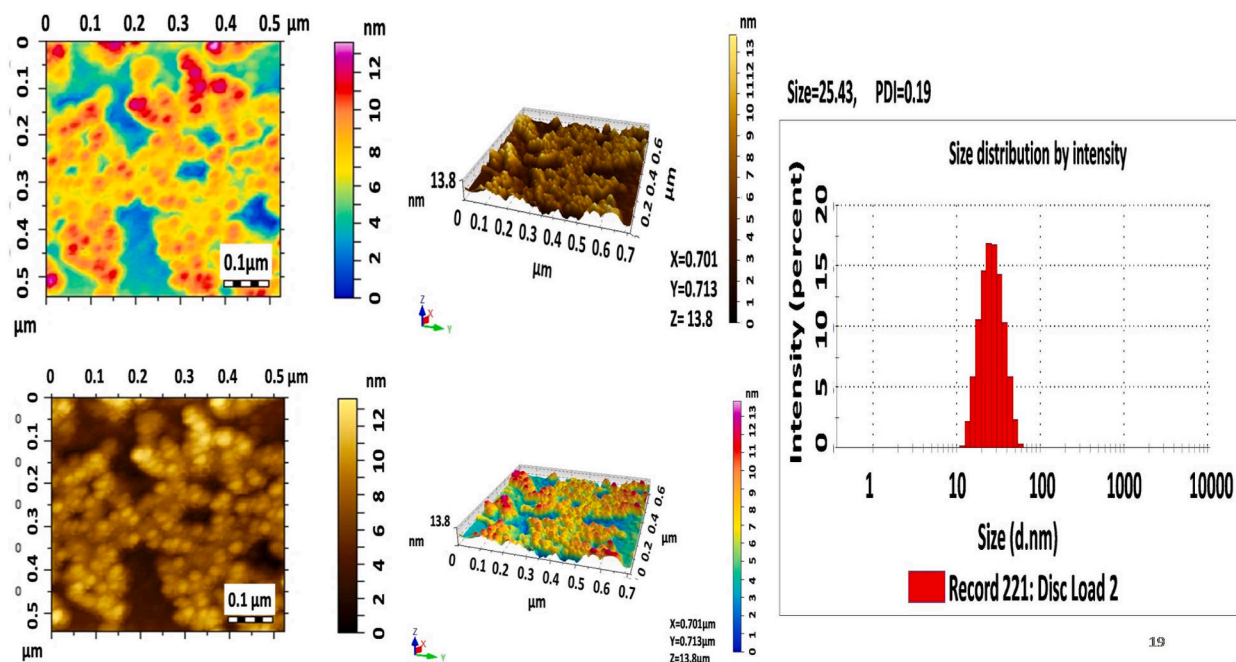 0 0.1 0.2 0.3 0.4 0.5 μm
nm
0
0.1
0.2
0.3
0.4
0.5
μm
0.1μm
12
10
8
6
4
2
0
0 0.1 0.2 0.3 0.4 0.5 μm
nm
0
0.1
0.2
0.3
0.4
0.5
μm
0.1 μm
12
10
8
6
4
2
0
13.8
nm
0 0.1 0.2 0.3 0.4 0.5 0.6 0.7
μm
0.2 0.4 0.6
μm
Z
X
Y
X=0.701
Y=0.713
Z= 13.8
nm
13
12
11
10
9
8
7
6
5
4
3
2
1
0
13.8
nm
0 0.1 0.2 0.3 0.4 0.5 0.6 0.7
μm
0 0.2 0.4 0.6
μm
Z
X
Y
X=0.701μm
Y=0.713μm
Z=13.8μm
nm
13
12
11
10
9
8
7
6
5
4
3
2
1
0
Size=25.43, PDI=0.19
Size distribution by intensity
Intensity (percent)
20
15
10
5
0
1 10 100 1000 10000
Size (d.nm)
Record 221: Disc Load 2
19